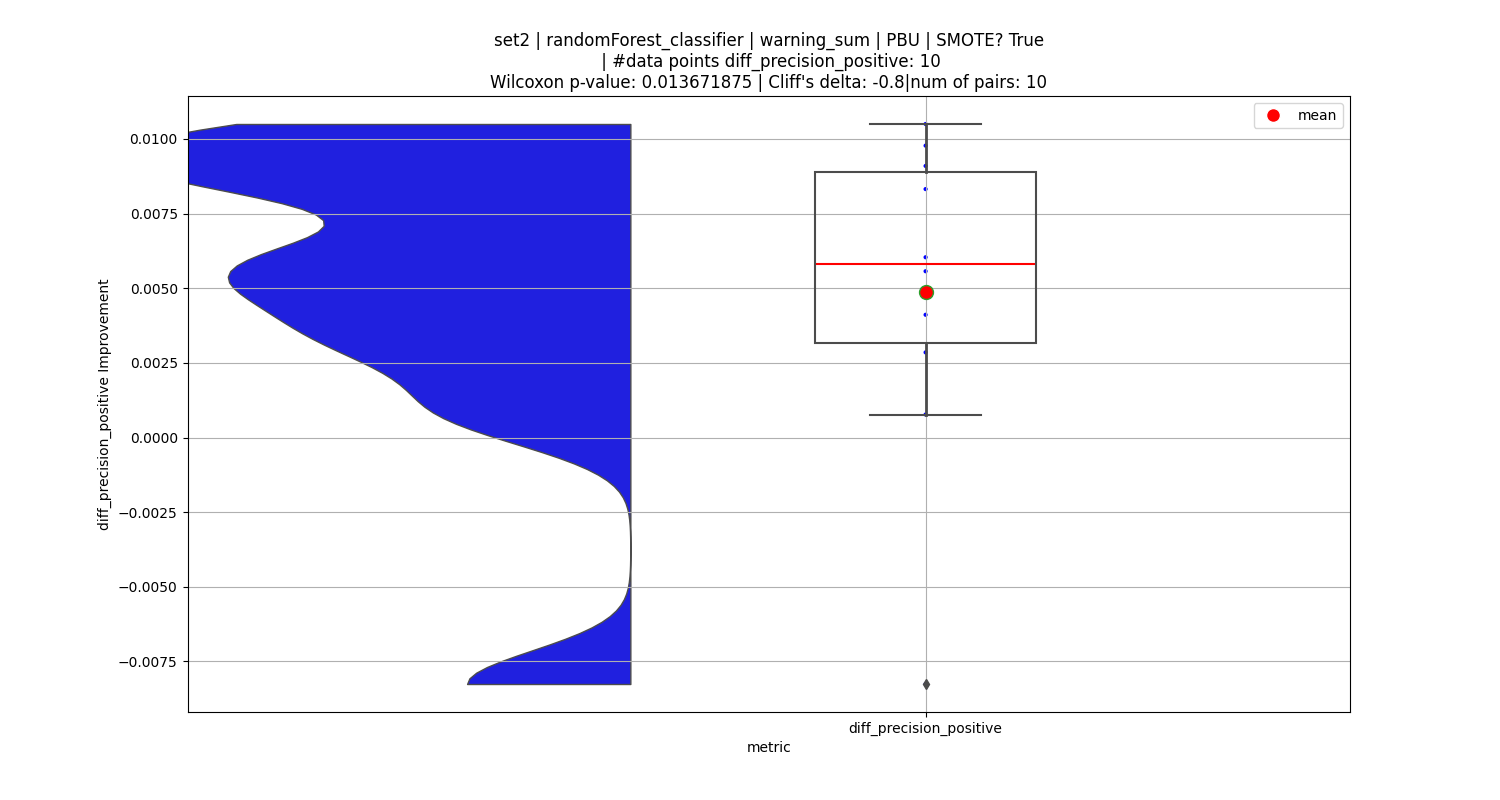 set2 | randomForest_classifier | warning_sum | PBU | SMOTE? True
| #data points diff_precision_positive: 10
Wilcoxon p-value: 0.013671875 | Cliff's delta: -0.8|num of pairs: 10
mean
0.0100
0.0075
0.0050
0.0025
0.0000
−0.0025
−0.0050
−0.0075
diff_precision_positive Improvement
diff_precision_positive
metric